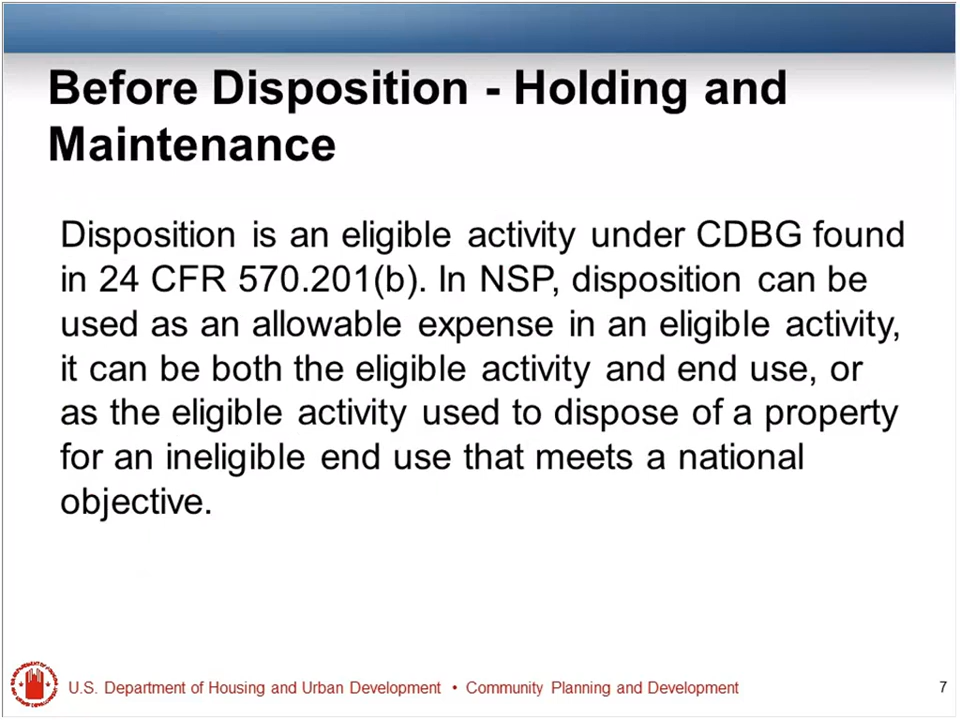 Before Disposition - Holding and
Maintenance
Disposition is an eligible activity under CDBG found
in 24 CFR 570.201(b). In NSP, disposition can be
used as an allowable expense in an eligible activity,
it can be both the eligible activity and end use, or
as the eligible activity used to dispose of a property
for an ineligible end use that meets a national
objective.
U.S. Department of Housing and Urban Development • Community Planning and Development
7